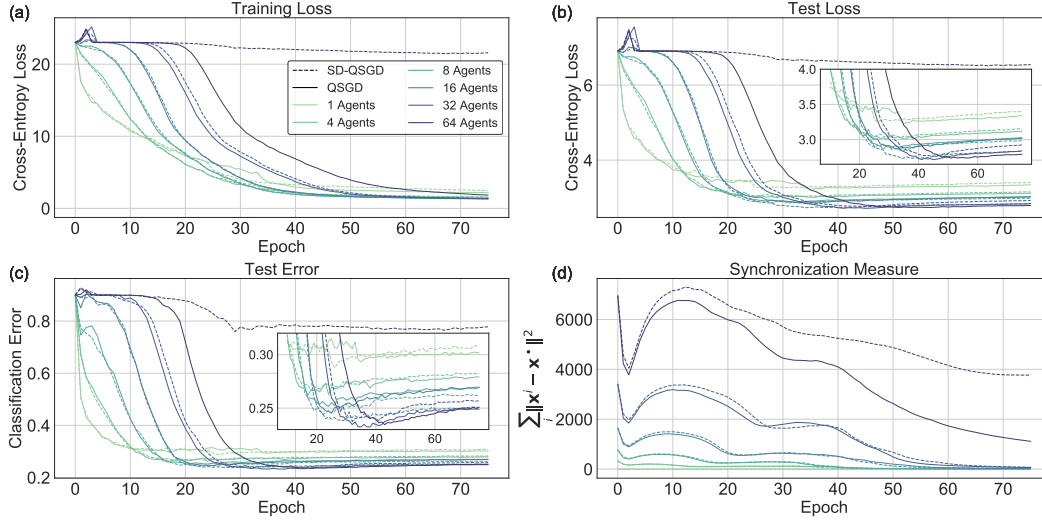 (a)
Training Loss
Cross-Entropy Loss
20
10
0
SD-QSGD
QSGD
1 Agents
4 Agents
8 Agents
16 Agents
32 Agents
64 Agents
0 10 20 30 40 50 60 70
Epoch
(b)
Test Loss
Cross-Entropy Loss
6
4
4.0
3.5
3.0
20 40 60
0 10 20 30 40 50 60 70
Epoch
(c)
Test Error
Classification Error
0.8
0.6
0.4
0.2
0.30
0.25
20 40 60
0 10 20 30 40 50 60 70
Epoch
(d)
Synchronization Measure
∑i ‖x^i − x^•‖²
6000
4000
2000
0
0 10 20 30 40 50 60 70
Epoch